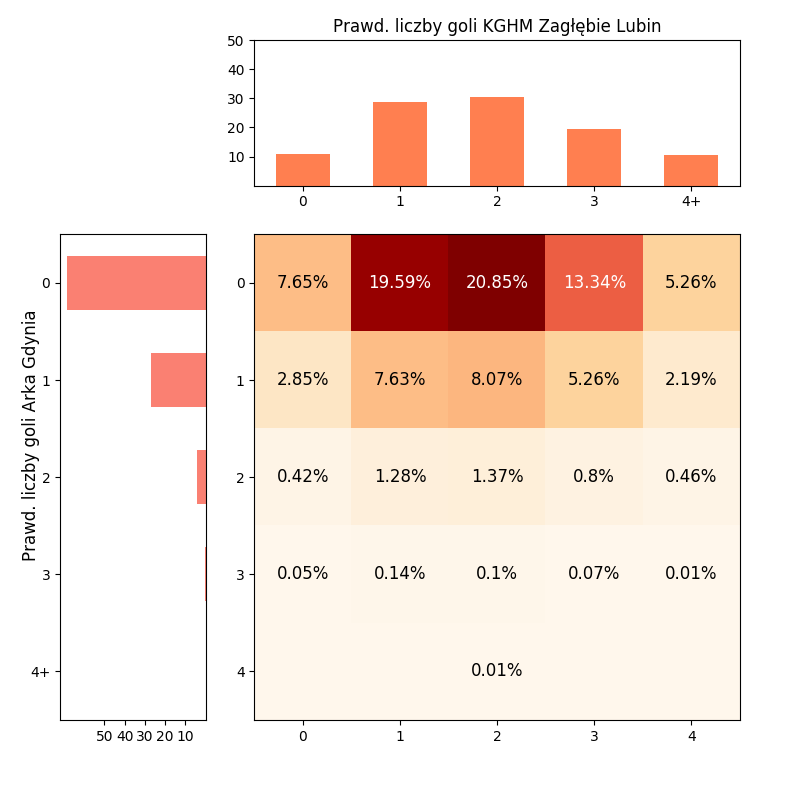 Prawd. liczby goli KGHM Zagłębie Lubin
50
40
30
20
10
0 1 2 3 4+
Prawd. liczby goli Arka Gdynia
0
1
2
3
4+
50 40 30 20 10
0 7.65% 19.59% 20.85% 13.34% 5.26%
1 2.85% 7.63% 8.07% 5.26% 2.19%
2 0.42% 1.28% 1.37% 0.8% 0.46%
3 0.05% 0.14% 0.1% 0.07% 0.01%
4 0.01%
0 1 2 3 4